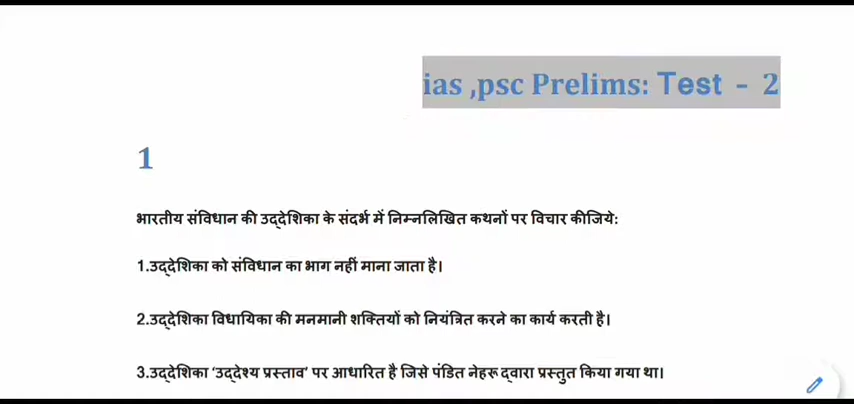 ias ,psc Prelims: Test - 2
1
भारतीय संविधान की उद्देशिका के संदर्भ में निम्नलिखित कथनों पर विचार कीजिये:
1.उद्देशिका को संविधान का भाग नहीं माना जाता है।
2.उद्देशिका विधायिका की मनमानी शक्तियों को नियंत्रित करने का कार्य करती है।
3.उद्देशिका ‘उद्देश्य प्रस्ताव’ पर आधारित है जिसे पंडित नेहरू द्वारा प्रस्तुत किया गया था।